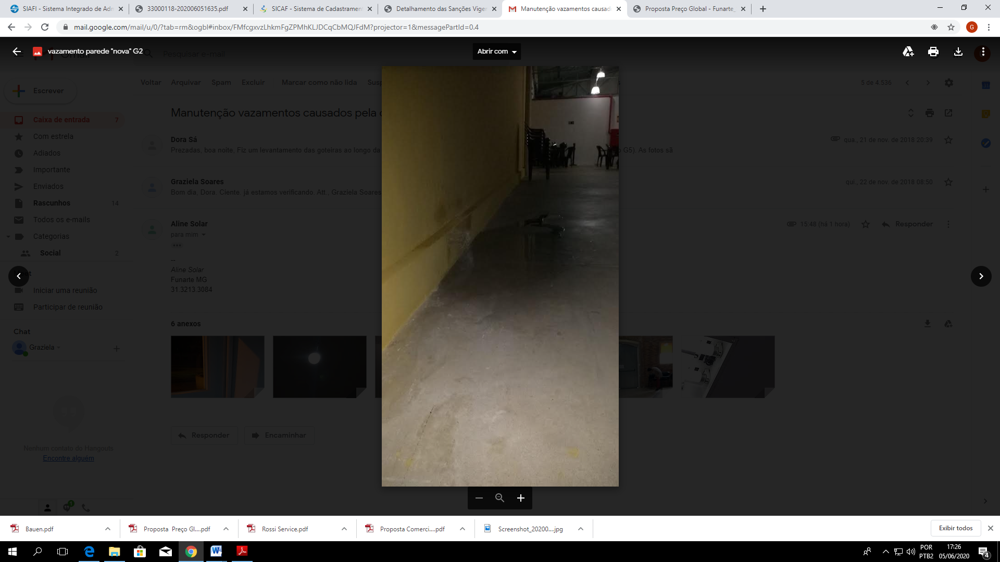 SIAFI - Sistema Integrado de Adn
33000118-202006051635.pdf
SICAF - Sistema de Cadastrament
Detalhamento das Sanções Viger
Manutenção vazamentos causad
Proposta Preço Global - Funarte_
mail.google.com/mail/u/0/?tab=rm&ogbl#inbox/FMfcgxvzLhkmFgZPMhKLJDCqCbMQJFdM?projector=1&messagePartId=0.4
G
vazamento parede "nova" G2
Pesquisar e-mail
Abrir com
Escrever
Voltar
Arquivar
Spam
Excluir
Marcar como não lida
5 de 4.536
Manutenção vazamentos causados pela
Caixa de entrada 7
Com estrela
Adiados
Importante
Enviados
Rascunhos 14
Todos os e-mails
Categorias
Social 2
Iniciar uma reunião
Participar de reunião
Chat
Graziela
Nenhum contato do Hangouts
Encontre alguém
1
Dora Sá
qua., 21 de nov. de 2018 20:39
Prezadas, boa noite, Fiz um levantamento das goteiras ao longo da
G5). As fotos sã
Graziela Soares
qui., 22 de nov. de 2018 08:50
Bom dia, Dora. Ciente. já estamos verificando. Att., Graziela Soares
Aline Solar
15:48 (há 1 hora)
Responder
para mim
--
Aline Solar
Funarte MG
31.3213.3084
6 anexos
Responder
Encaminhar
Bauen.pdf
Proposta Preço Gl....pdf
Rossi Service.pdf
Proposta Comerci....pdf
Screenshot_20200....jpg
Exibir todos
POR
PTB2
17:26
05/06/2020
4